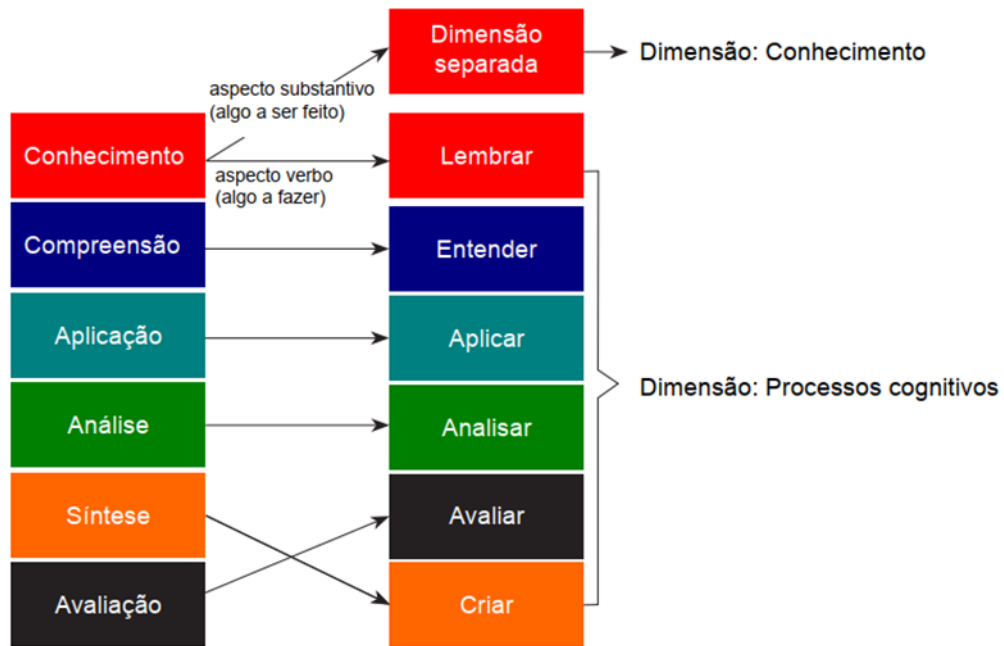 Dimensão
separada
Dimensão: Conhecimento
aspecto substantivo
(algo a ser feito)
Conhecimento
Lembrar
aspecto verbo
(algo a fazer)
Compreensão
Entender
Aplicação
Aplicar
Dimensão: Processos cognitivos
Análise
Analisar
Síntese
Avaliar
Avaliação
Criar